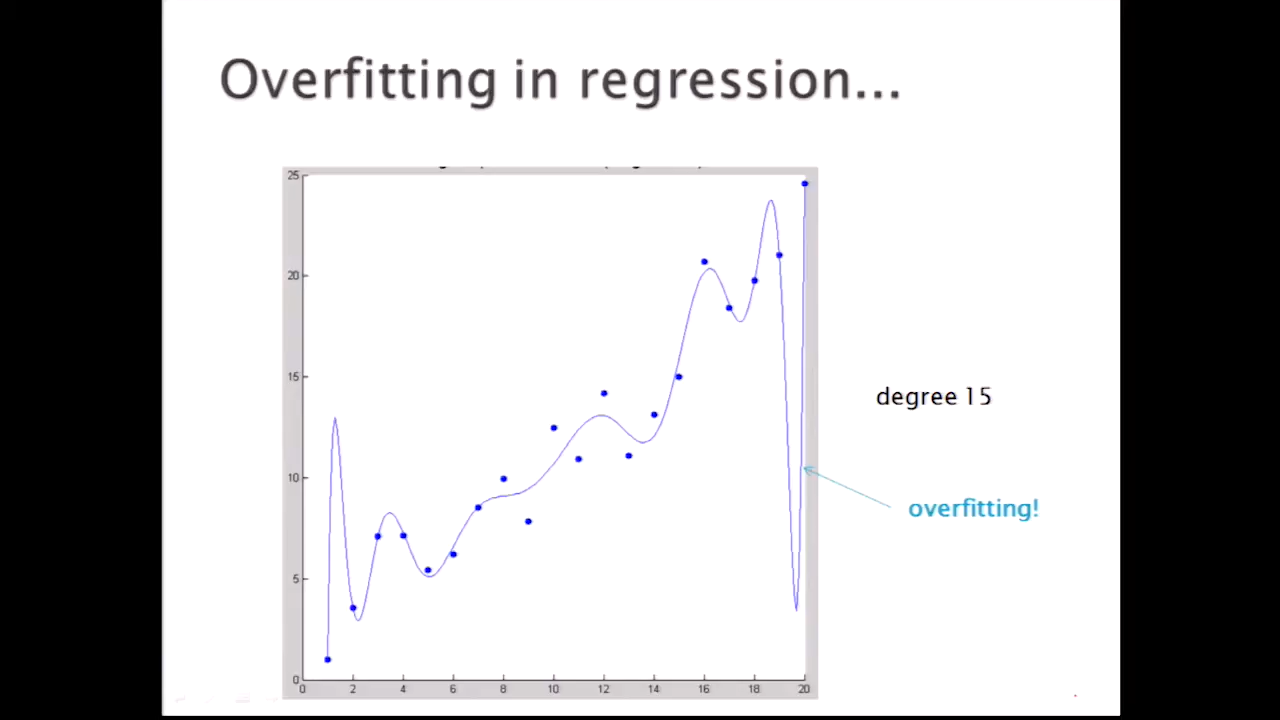 Overfitting in regression...
25
20
15
10
5
0
0 2 4 6 8 10 12 14 16 18 20
degree 15
overfitting!